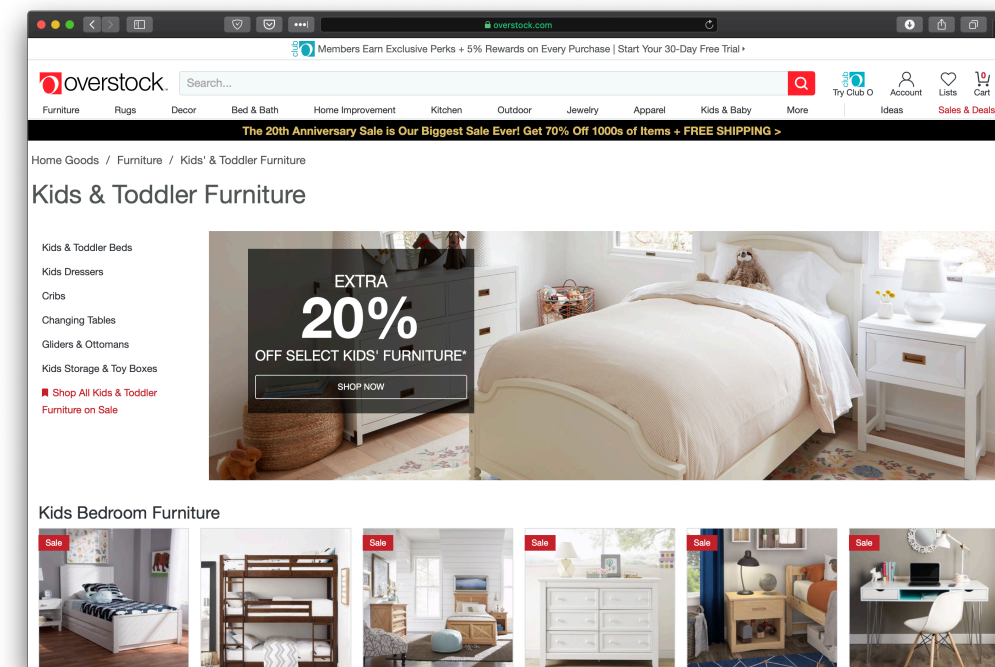 overstock.com
club O Members Earn Exclusive Perks + 5% Rewards on Every Purchase | Start Your 30-Day Free Trial
overstock.
Search...
club O
Try Club O
Account
Lists
0
Cart
Furniture Rugs Decor Bed & Bath Home Improvement Kitchen Outdoor Jewelry Apparel Kids & Baby More Ideas Sales & Deals
The 20th Anniversary Sale is Our Biggest Sale Ever! Get 70% Off 1000s of Items + FREE SHIPPING >
Home Goods / Furniture / Kids' & Toddler Furniture
Kids & Toddler Furniture
Kids & Toddler Beds
Kids Dressers
Cribs
Changing Tables
Gliders & Ottomans
Kids Storage & Toy Boxes
Shop All Kids & Toddler
Furniture on Sale
EXTRA
20%
OFF SELECT KIDS' FURNITURE*
SHOP NOW
Kids Bedroom Furniture
Sale
Sale
Sale
Sale
Sale